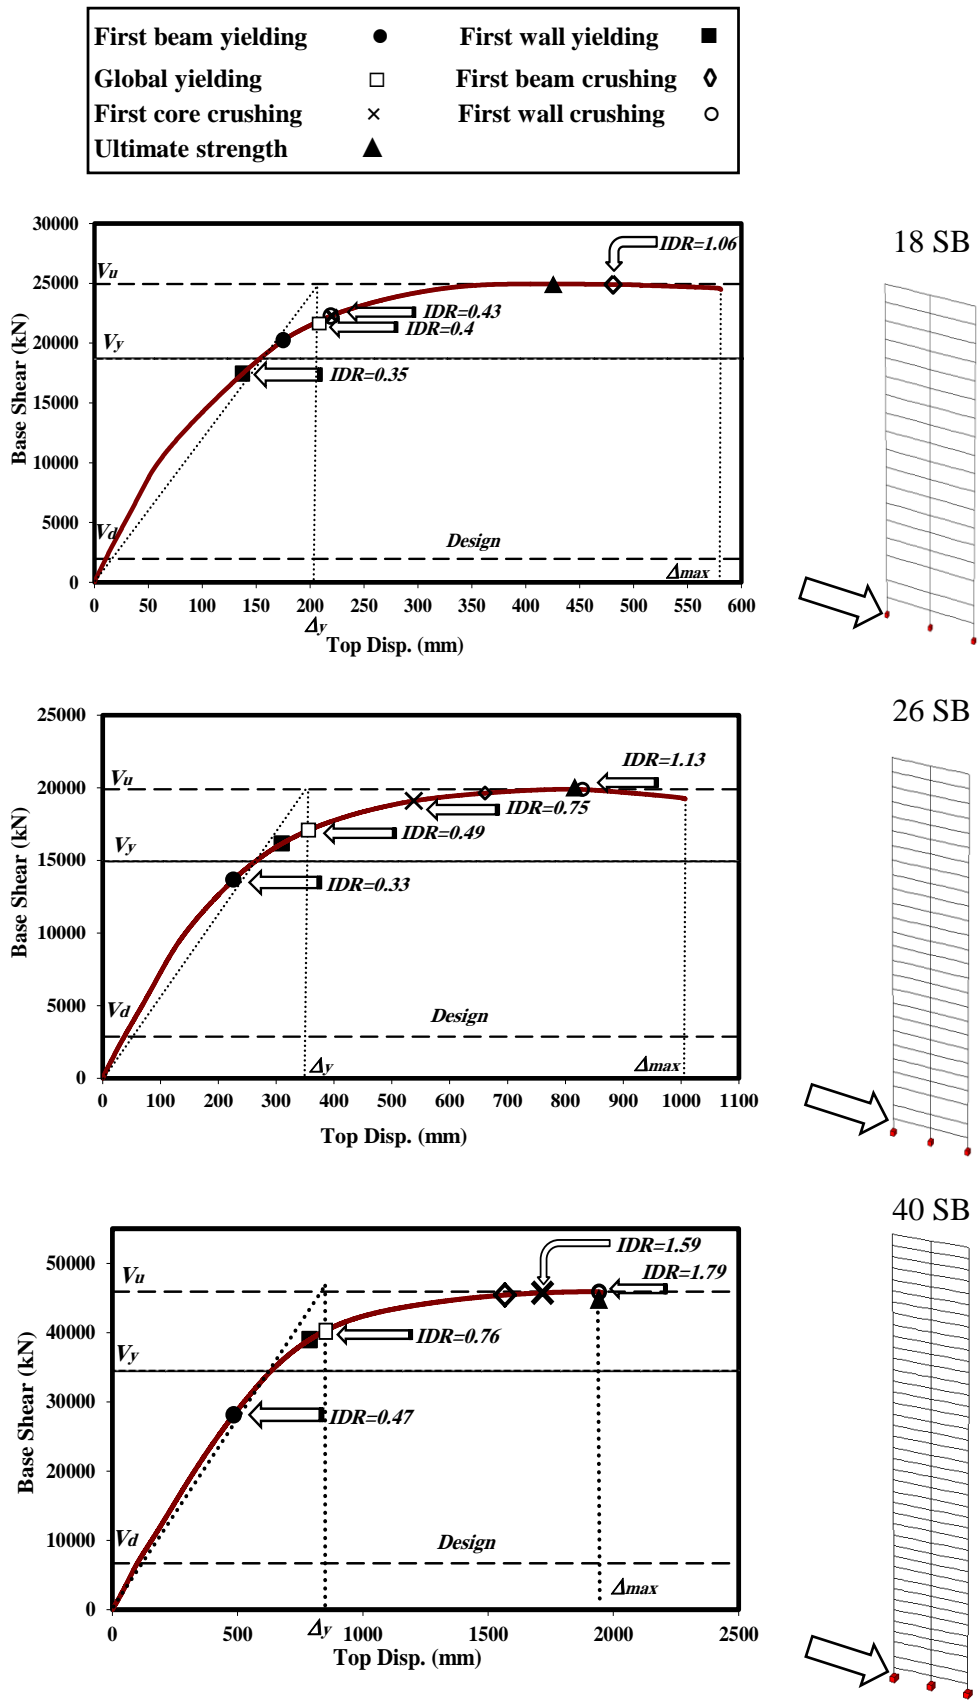 First beam yielding First wall yielding
Global yielding First beam crushing
First core crushing First wall crushing
Ultimate strength
18 SB
Base Shear (kN)
30000
25000
20000
15000
10000
5000
0
Vu
Vy
Vd
IDR=1.06
IDR=0.43
IDR=0.4
IDR=0.35
Design
Δmax
0 50 100 150 200 250 300 350 400 450 500 550 600
Δy
Top Disp. (mm)
26 SB
Base Shear (kN)
25000
20000
15000
10000
5000
0
Vu
Vy
Vd
IDR=1.13
IDR=0.75
IDR=0.49
IDR=0.33
Design
Δy
Δmax
0 100 200 300 400 500 600 700 800 900 1000 1100
Top Disp. (mm)
40 SB
Base Shear (kN)
50000
40000
30000
20000
10000
0
Vu
Vy
Vd
IDR=1.59
IDR=1.79
IDR=0.76
IDR=0.47
Design
Δmax
0 500 1000 1500 2000 2500
Δy
Top Disp. (mm)